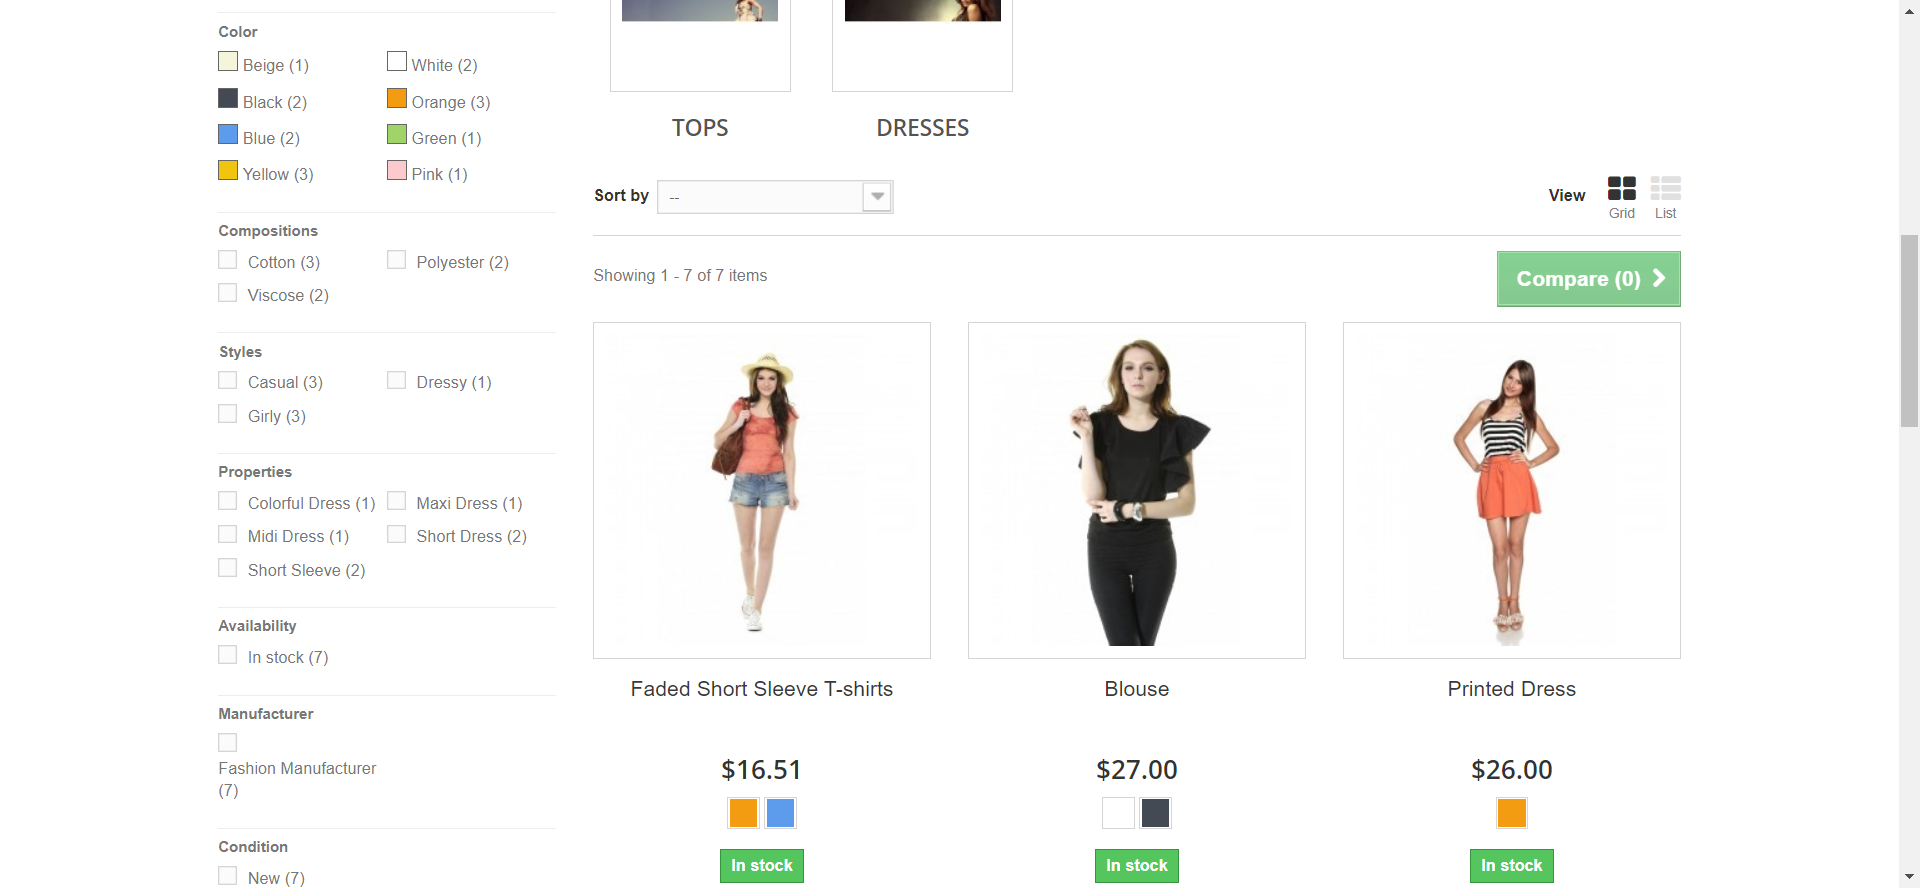 Color
Beige (1)
White (2)
Black (2)
Orange (3)
Blue (2)
Green (1)
Yellow (3)
Pink (1)
Compositions
Cotton (3)
Polyester (2)
Viscose (2)
Styles
Casual (3)
Dressy (1)
Girly (3)
Properties
Colorful Dress (1)
Maxi Dress (1)
Midi Dress (1)
Short Dress (2)
Short Sleeve (2)
Availability
In stock (7)
Manufacturer
Fashion Manufacturer
(7)
Condition
New (7)
TOPS
DRESSES
Sort by
--
View
Grid
List
Showing 1 - 7 of 7 items
Compare (0)
Faded Short Sleeve T-shirts
$16.51
In stock
Blouse
$27.00
In stock
Printed Dress
$26.00
In stock